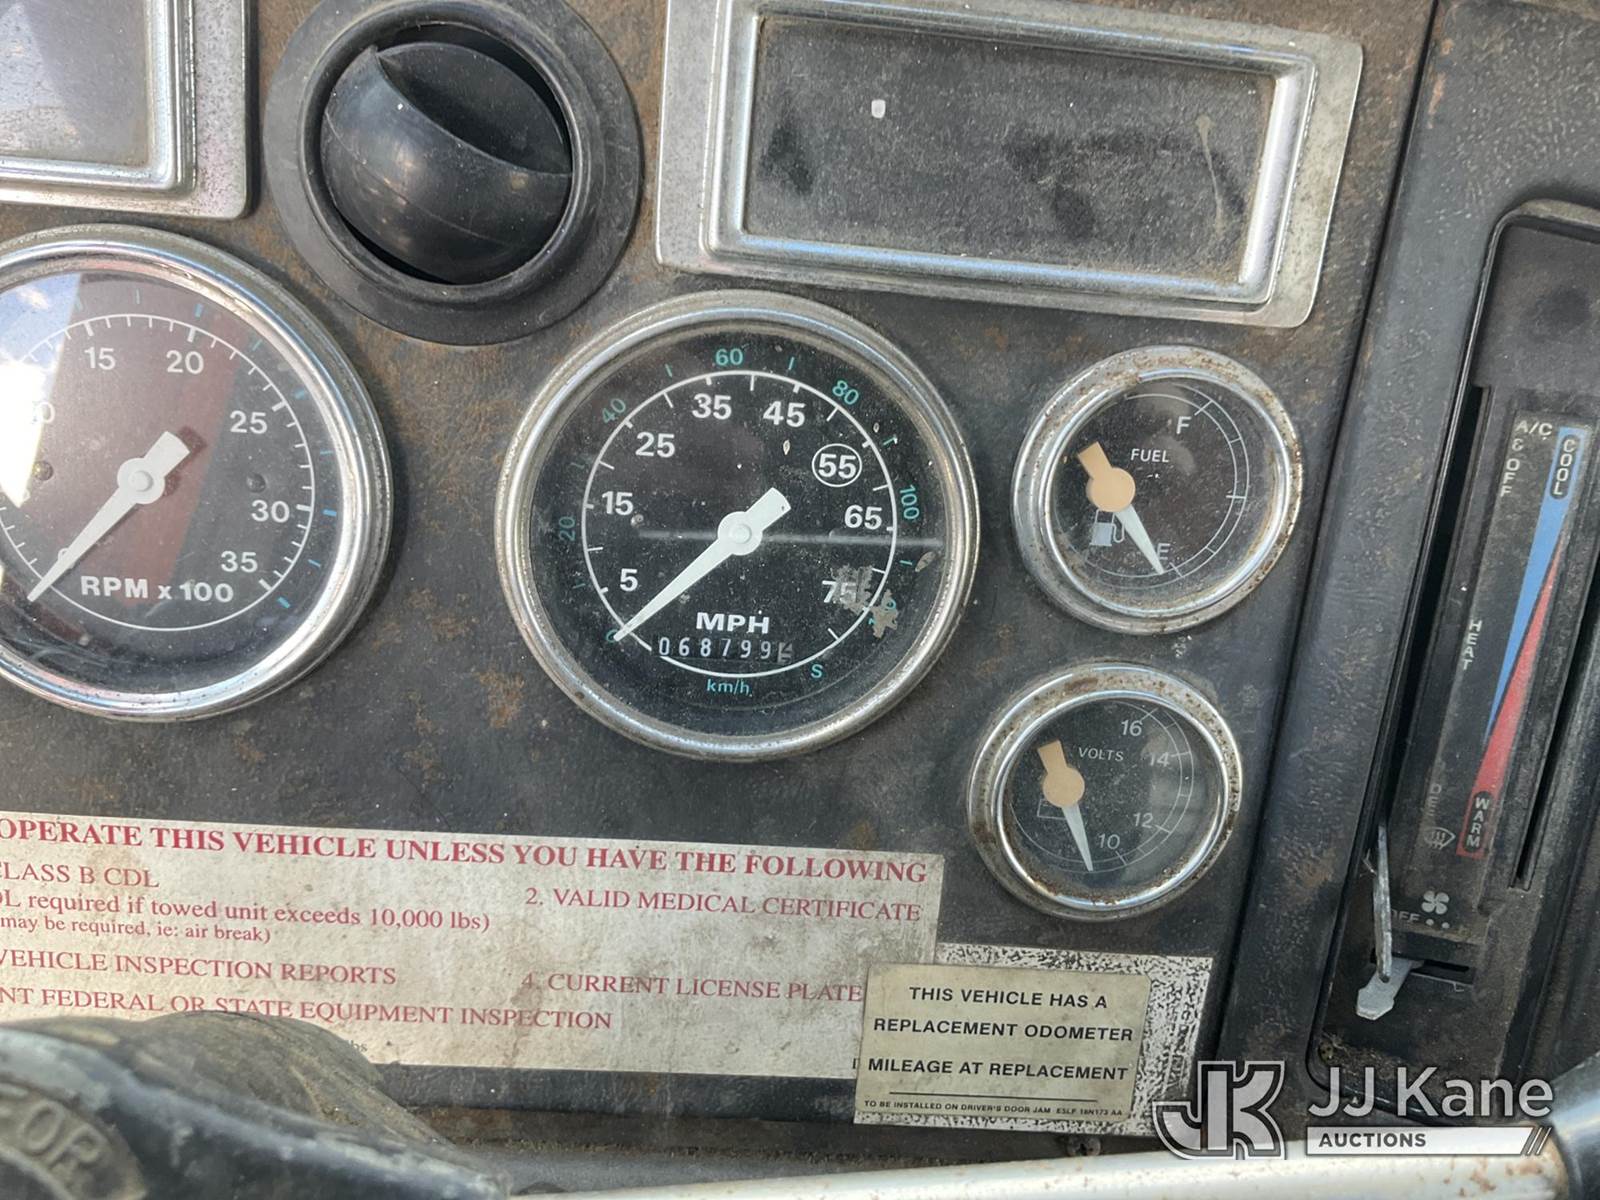 15
20
25
30
35
RPM x 100
5
15
25
35
45
55
65
0
20
40
60
80
100
MPH
068799
km/h
S
F
FUEL
E
16
VOLTS
14
12
10
A/C
& OFF
COOL
HEAT
WARM
OFF
OPERATE THIS VEHICLE UNLESS YOU HAVE THE FOLLOWING
CLASS B CDL
2. VALID MEDICAL CERTIFICATE
required if towed unit exceeds 10,000 lbs)
may be required, ie: air break)
VEHICLE INSPECTION REPORTS
4. CURRENT LICENSE PLATE
FEDERAL OR STATE EQUIPMENT INSPECTION
THIS VEHICLE HAS A
REPLACEMENT ODOMETER
MILEAGE AT REPLACEMENT
TO BE INSTALLED ON DRIVER'S DOOR JAM
JK
JJ Kane
AUCTIONS